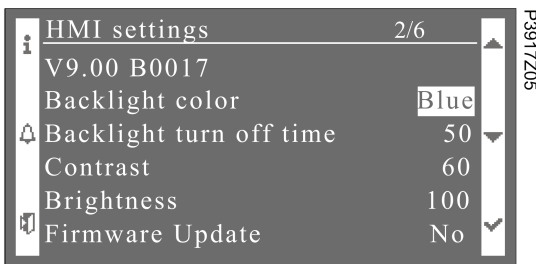 HMI settings 2/6
V9.00 B0017
Backlight color Blue
Backlight turn off time 50
Contrast 60
Brightness 100
Firmware Update No
P3917Z05